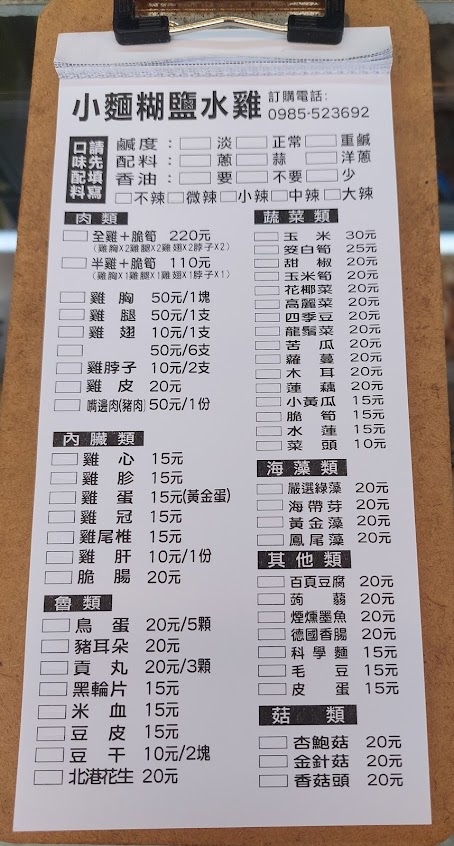 小麵糊鹽水雞
訂購電話:
0985-523692
請先填寫
口味配料
鹹度：□淡□正常□重鹹
配料：□蔥□蒜□洋蔥
香油：□要□不要□少
□不辣□微辣□小辣□中辣□大辣
肉類
□全雞+脆筍 220元
(雞胸X2雞腿X2雞翅X2脖子X2)
□半雞+脆筍 110元
(雞胸X1雞腿X1雞翅X1脖子X1)
□雞胸 50元/1塊
□雞腿 50元/1支
□雞翅 10元/1支
□ 50元/6支
□雞脖子 10元/2支
□雞皮 20元
□嘴邊肉(豬肉) 50元/1份
內臟類
□雞心 15元
□雞胗 15元
□雞蛋 15元(黃金蛋)
□雞冠 15元
□雞尾椎 15元
□雞肝 10元/1份
□脆腸 20元
魯類
□鳥蛋 20元/5顆
□豬耳朵 20元
□貢丸 20元/3顆
□黑輪片 15元
□米血 15元
□豆皮 15元
□豆干 10元/2塊
□北港花生 20元
蔬菜類
□玉米 30元
□茭白筍 25元
□甜椒 20元
□玉米筍 20元
□花椰菜 20元
□高麗菜 20元
□四季豆 20元
□龍鬚菜 20元
□苦瓜 20元
□蘿蔔 20元
□木耳 20元
□蓮藕 20元
□小黃瓜 15元
□脆筍 15元
□水蓮 15元
□菜頭 10元
海藻類
□嚴選綠藻 20元
□海帶芽 20元
□黃金藻 20元
□鳳尾藻 20元
其他類
□百頁豆腐 20元
□蒟蒻 20元
□煙燻墨魚 20元
□德國香腸 20元
□科學麵 15元
□毛豆 15元
□皮蛋 15元
菇類
□杏鮑菇 20元
□金針菇 20元
□香菇頭 20元